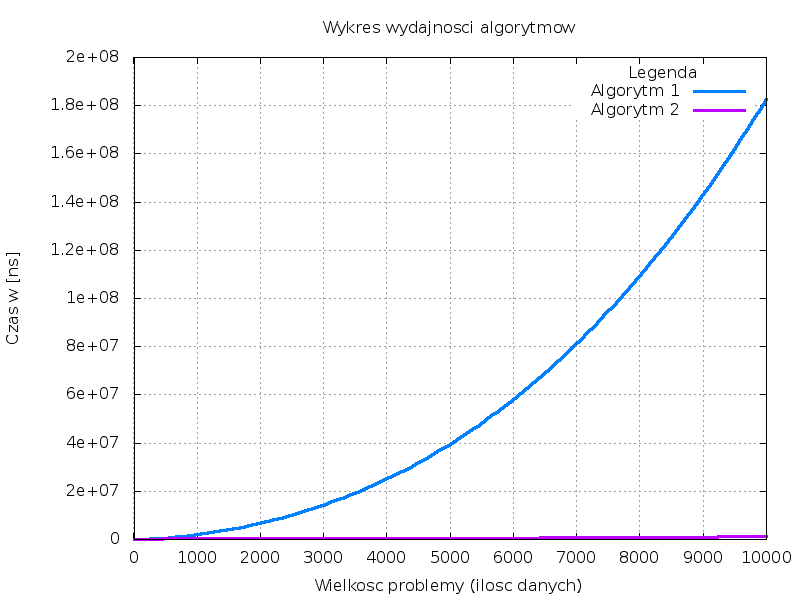 Wykres wydajnosci algorytmow
Legenda
Algorytm 1
Algorytm 2
Czas w [ns]
2e+08
1.8e+08
1.6e+08
1.4e+08
1.2e+08
1e+08
8e+07
6e+07
4e+07
2e+07
0
0 1000 2000 3000 4000 5000 6000 7000 8000 9000 10000
Wielkosc problemy (ilosc danych)